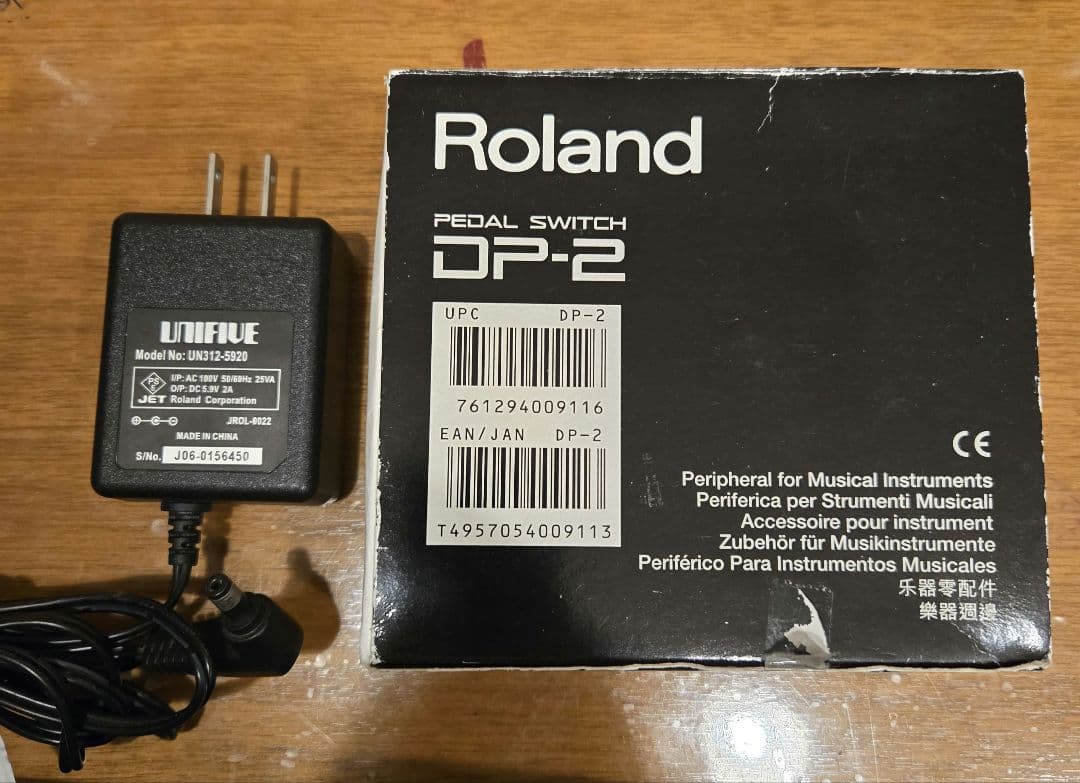 UNIFIVE
Model No: UN312-5920
PS
E
JET
I/P: AC 100V 50/60Hz 25VA
O/P: DC 5.9V 2A
Roland Corporation
JROL-0022
MADE IN CHINA
S/No. J06-0156450
Roland
PEDAL SWITCH
DP-2
UPC DP-2
761294009116
EAN/JAN DP-2
T4957054009113
CE
Peripheral for Musical Instruments
Periferica per Strumenti Musicali
Accessoire pour instrument
Zubehör für Musikinstrumente
Periférico Para Instrumentos Musicales
乐器零配件
樂器週邊